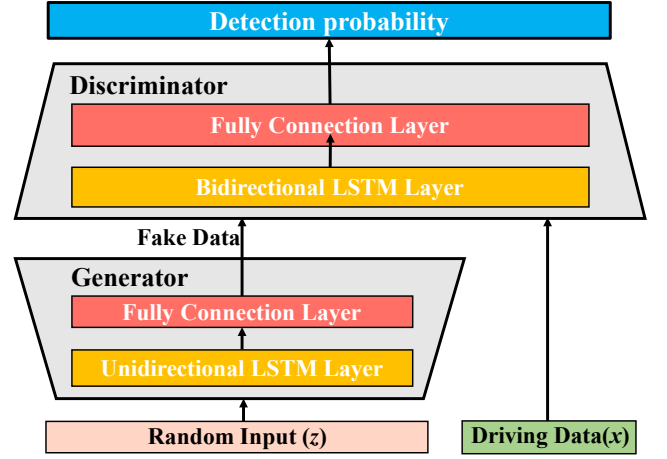 Detection probability
Discriminator
Fully Connection Layer
Bidirectional LSTM Layer
Fake Data
Generator
Fully Connection Layer
Unidirectional LSTM Layer
Random Input (z)
Driving Data(x)